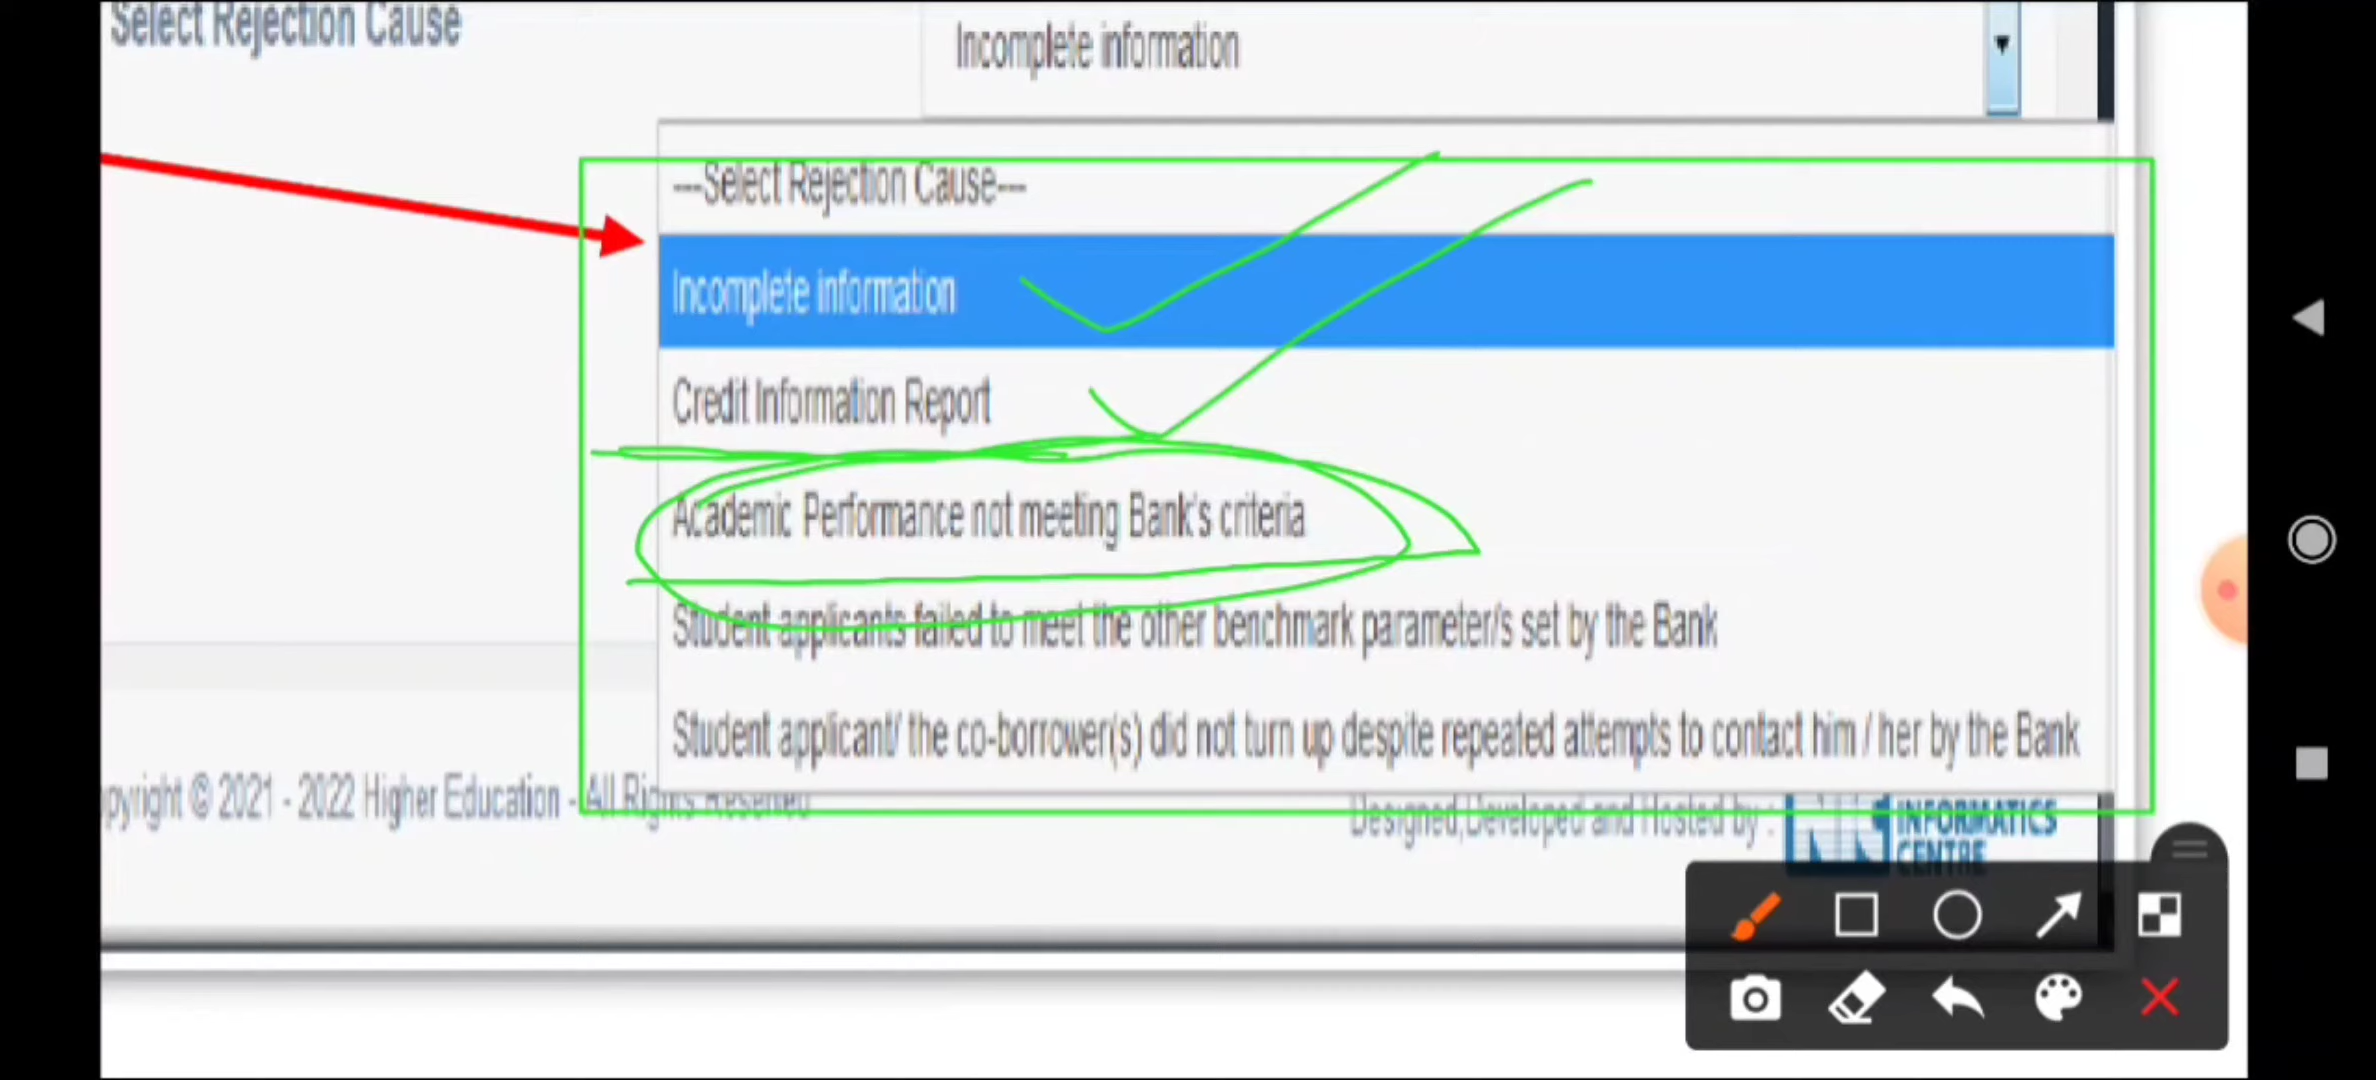 Select Rejection Cause
Incomplete information
---Select Rejection Cause---
Incomplete information
Credit Information Report
Academic Performance not meeting Bank's criteria
Student applicants failed to meet the other benchmark parameter/s set by the Bank
Student applicant/ the co-borrower(s) did not turn up despite repeated attempts to contact him / her by the Bank
pyright © 2021 - 2022 Higher Education - All Rights Reserved
Designed,Developed and Hosted by :
INFORMATICS
CENTRE